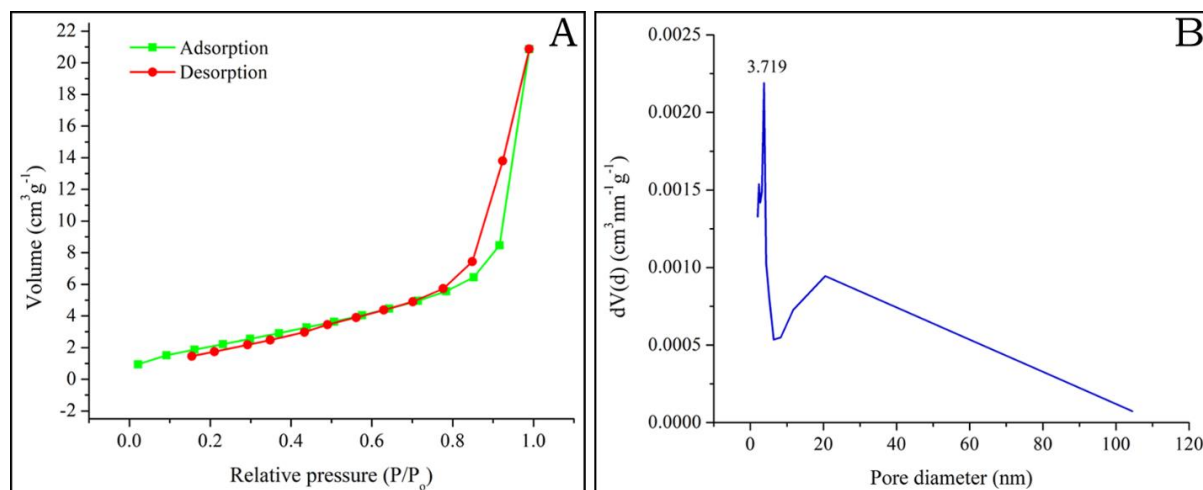 A
Adsorption
Desorption
22
20
18
16
14
12
10
8
6
4
2
0
-2
Volume (cm³g⁻¹)
0.0 0.2 0.4 0.6 0.8 1.0
Relative pressure (P/Pₒ)
B
3.719
0.0025
0.0020
0.0015
0.0010
0.0005
0.0000
dV(d) (cm³nm⁻¹g⁻¹)
0 20 40 60 80 100 120
Pore diameter (nm)